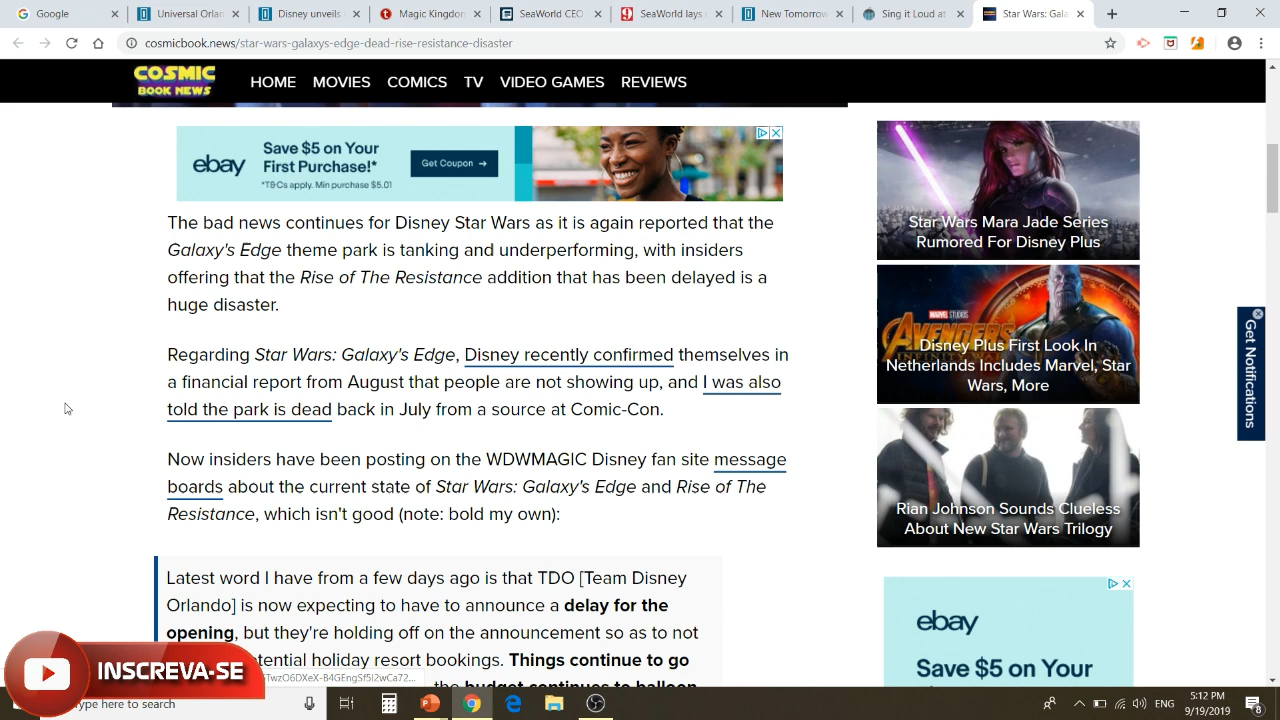 Google
Universal Orlan
Disney unveils
Magic Kingdom
SeaWorld CEO
SeaWorld lays
New Tomorrow
Sing it Loud at
Star Wars: Gala
cosmicbook.news/star-wars-galaxys-edge-dead-rise-resistance-disaster
COSMIC
BOOK NEWS
HOME MOVIES COMICS TV VIDEO GAMES REVIEWS
ebay
Save $5 on Your
First Purchase!*
*T&Cs apply. Min purchase $5.01
Get Coupon →
The bad news continues for Disney Star Wars as it is again reported that the
Galaxy's Edge theme park is tanking and underperforming, with insiders
offering that the Rise of The Resistance addition that has been delayed is a
huge disaster.
Regarding Star Wars: Galaxy's Edge, Disney recently confirmed themselves in
a financial report from August that people are not showing up, and I was also
told the park is dead back in July from a source at Comic-Con.
Now insiders have been posting on the WDWMAGIC Disney fan site message
boards about the current state of Star Wars: Galaxy's Edge and Rise of The
Resistance, which isn't good (note: bold my own):
Latest word I have from a few days ago is that TDO [Team Disney
Orlando] is now expecting to have to announce a delay for the
opening, but they're holding off on the announcement so as to not
tential holiday resort bookings. Things continue to go
the budget continues to balloon
Star Wars Mara Jade Series
Rumored For Disney Plus
MARVEL STUDIOS
AVENGERS
INFINITY WAR
Disney Plus First Look In
Netherlands Includes Marvel, Star
Wars, More
Rian Johnson Sounds Clueless
About New Star Wars Trilogy
ebay
Save $5 on Your
Get Notifications
INSCREVA-SE
ype here to search
ENG
5:12 PM
9/19/2019
8